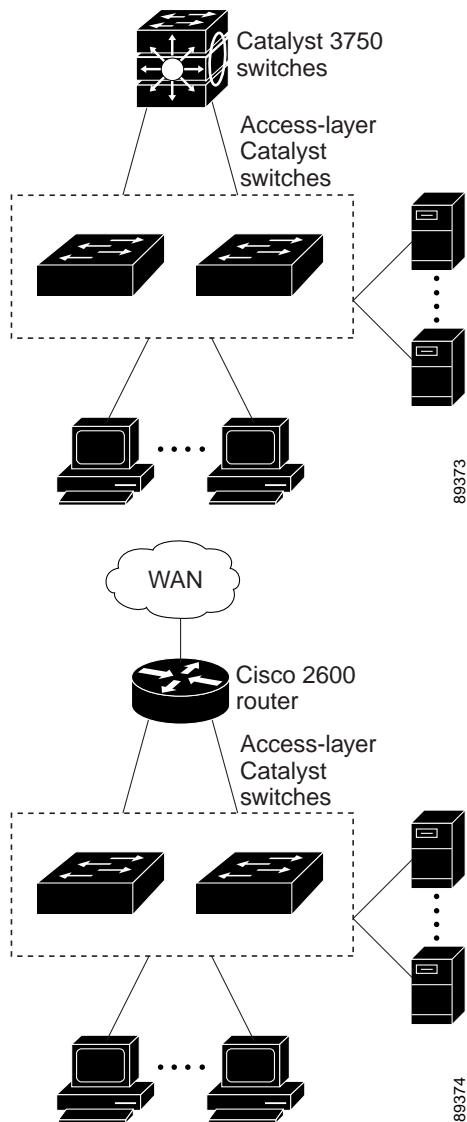 Catalyst 3750
switches
Access-layer
Catalyst
switches
89373
WAN
Cisco 2600
router
Access-layer
Catalyst
switches
89374